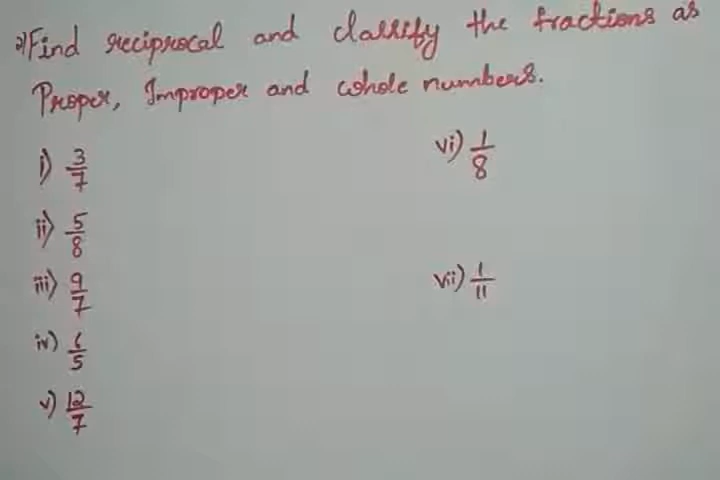 2) Find reciprocal and classify the fractions as
Proper, Improper and whole numbers.
i) 3/7
ii) 5/8
iii) 9/7
iv) 6/5
v) 12/7
vi) 1/8
vii) 1/11